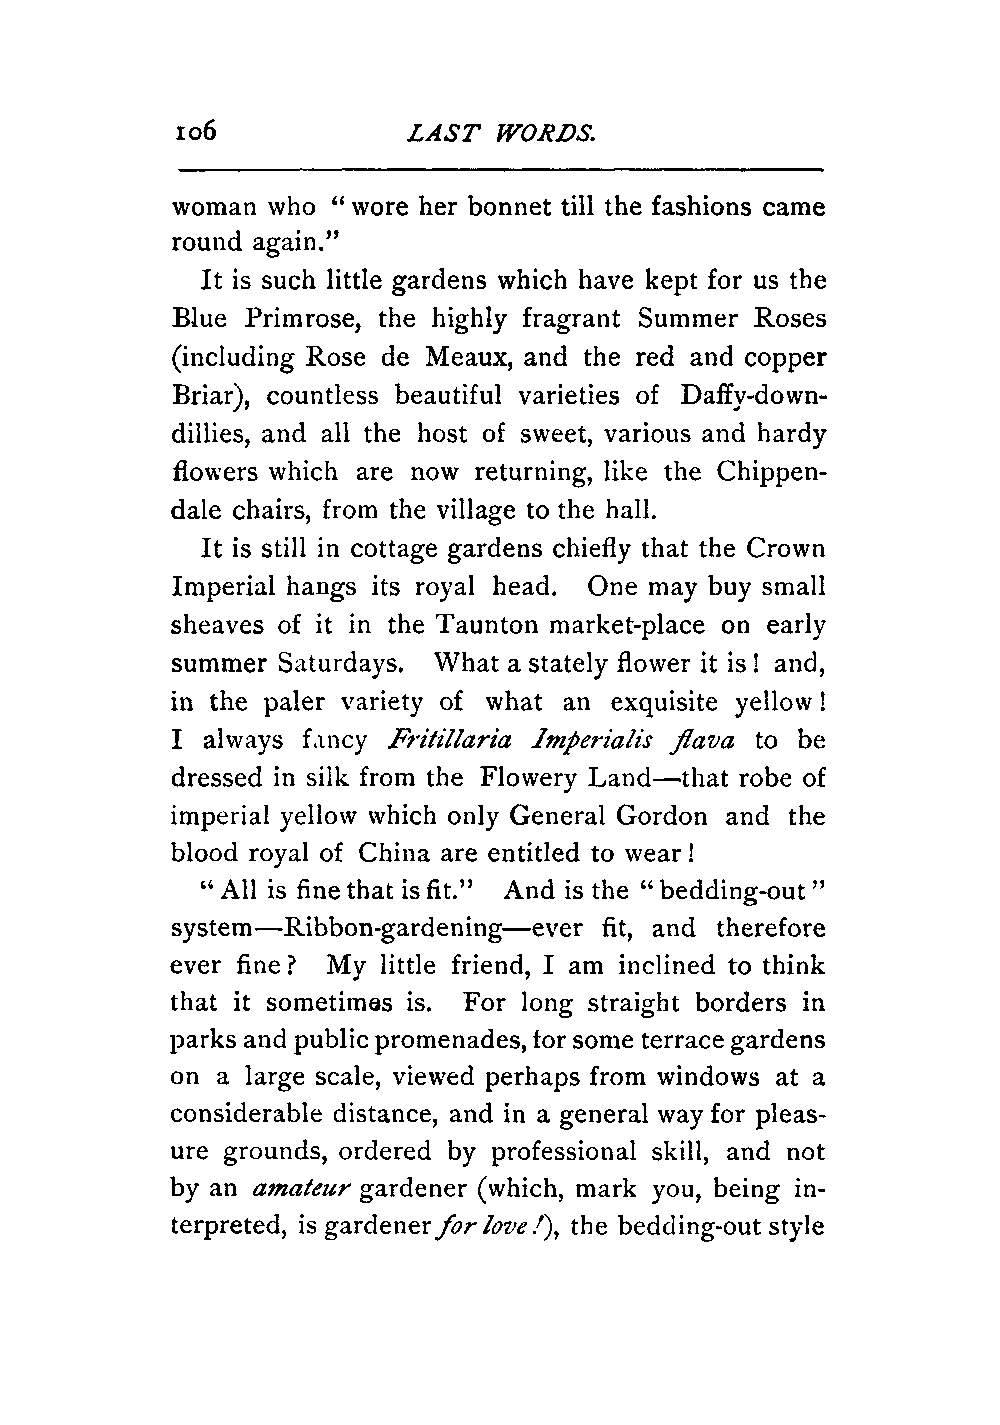 106 LAST WORDS.
woman who " wore her bonnet till the fashions came
round again."
It is such little gardens which have kept for us the
Blue Primrose, the highly fragrant Summer Roses
(including Rose de Meaux, and the red and copper
Briar), countless beautiful varieties of Daffy-down-
dillies, and all the host of sweet, various and hardy
flowers which are now returning, like the Chippen-
dale chairs, from the village to the hall.
It is still in cottage gardens chiefly that the Crown
Imperial hangs its royal head. One may buy small
sheaves of it in the Taunton market-place on early
summer Saturdays. What a stately flower it is! and,
in the paler variety of what an exquisite yellow!
I always fancy Fritillaria Imperialis flava to be
dressed in silk from the Flowery Land—that robe of
imperial yellow which only General Gordon and the
blood royal of China are entitled to wear!
" All is fine that is fit." And is the " bedding-out "
system—Ribbon-gardening—ever fit, and therefore
ever fine? My little friend, I am inclined to think
that it sometimes is. For long straight borders in
parks and public promenades, for some terrace gardens
on a large scale, viewed perhaps from windows at a
considerable distance, and in a general way for pleas-
ure grounds, ordered by professional skill, and not
by an amateur gardener (which, mark you, being in-
terpreted, is gardener for love!), the bedding-out style